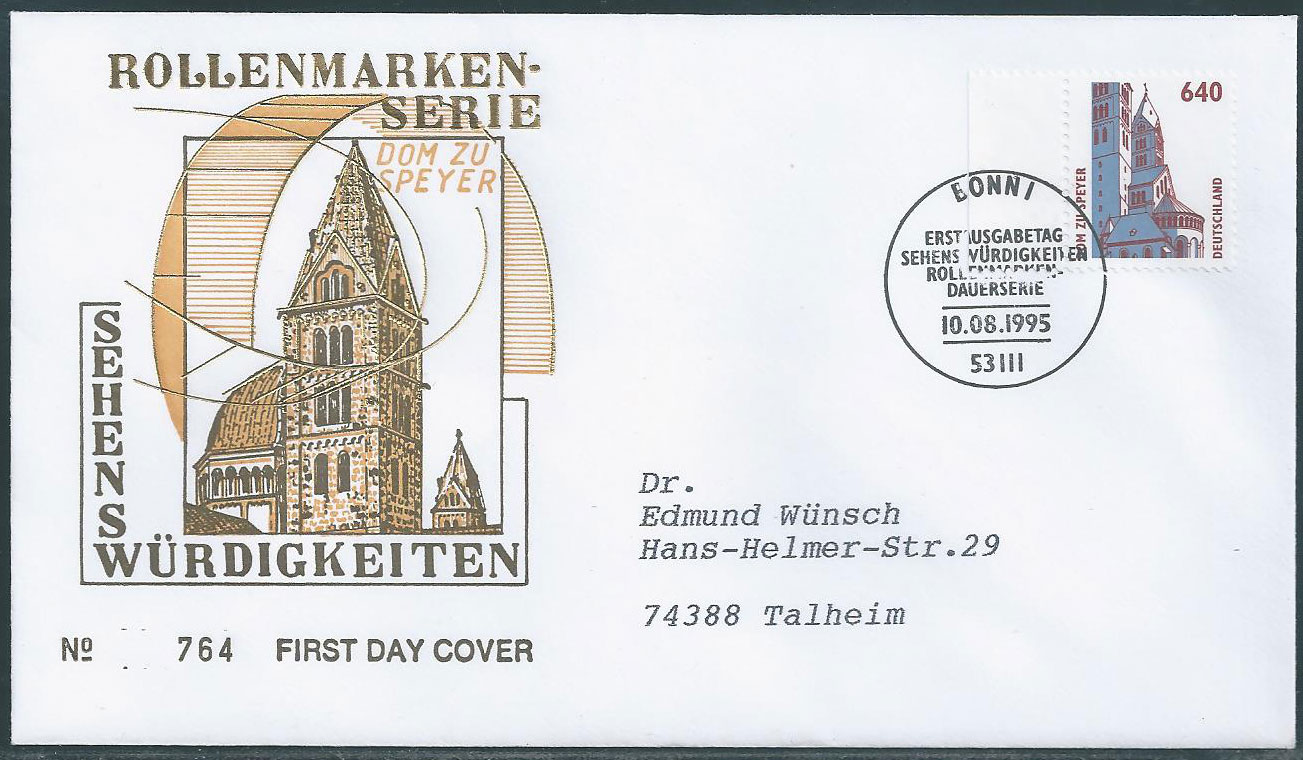 ROLLENMARKEN-
SERIE
DOM ZU
SPEYER
SEHENS
WÜRDIGKEITEN
Nº 764 FIRST DAY COVER
640
DOM ZU SPEYER
DEUTSCHLAND
BONN 1
ERSTAUSGABETAG
SEHENSWÜRDIGKEITEN
ROLLENMARKEN-
DAUERSERIE
10.08.1995
53111
Dr.
Edmund Wünsch
Hans-Helmer-Str.29
74388 Talheim